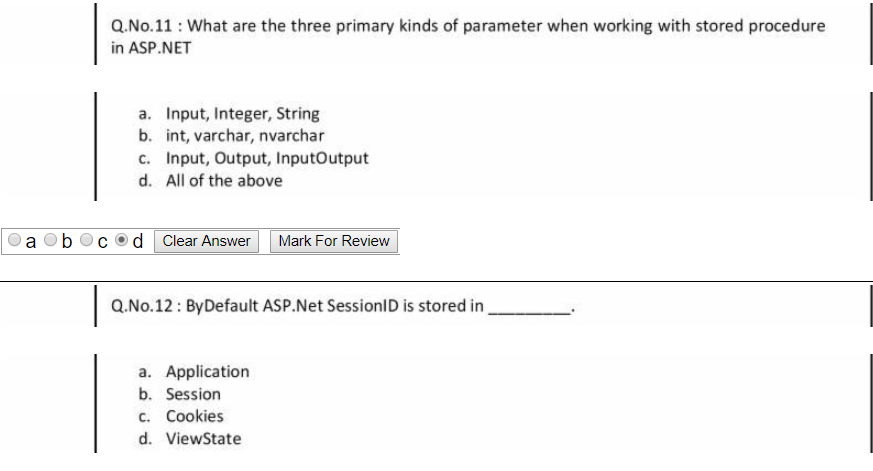 Q.No.11 : What are the three primary kinds of parameter when working with stored procedure
in ASP.NET
a. Input, Integer, String
b. int, varchar, nvarchar
c. Input, Output, InputOutput
d. All of the above
a b c d Clear Answer Mark For Review
Q.No.12 : ByDefault ASP.Net SessionID is stored in _________.
a. Application
b. Session
c. Cookies
d. ViewState